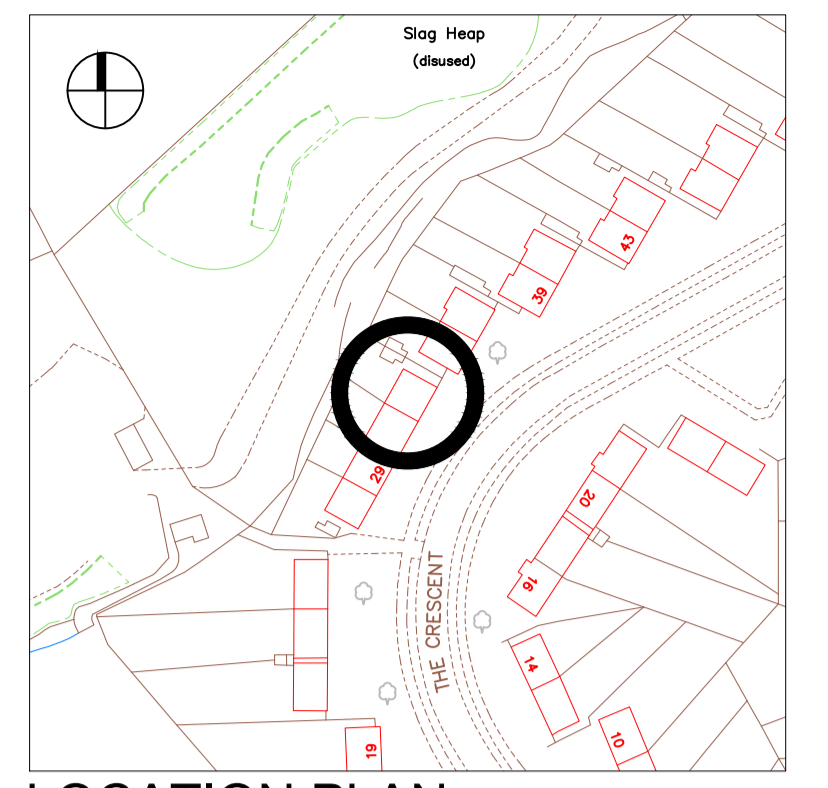 Slag Heap
(disused)
43
39
29
20
16
THE CRESCENT
14
10
19
LOCATION PLAN